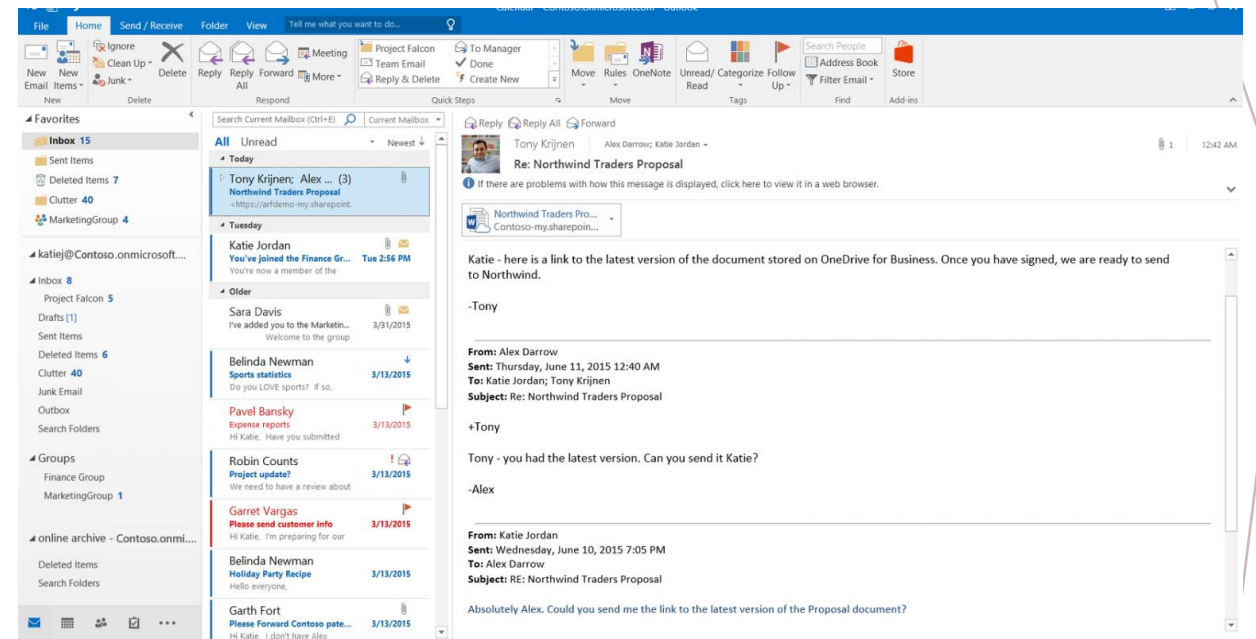 Calendar - Contoso.onmicrosoft.com - Outlook
File Home Send / Receive Folder View Tell me what you want to do...
New Email
New Items
Ignore
Clean Up
Junk
Delete
Reply
Reply All
Forward
Meeting
More
Project Falcon
Team Email
Reply & Delete
To Manager
Done
Create New
Move
Rules
OneNote
Unread/ Read
Categorize
Follow Up
Search People
Address Book
Filter Email
Store
New Delete Respond Quick Steps Move Tags Find Add-ins
Favorites
Inbox 15
Sent Items
Deleted Items 7
Clutter 40
MarketingGroup 4
katiej@Contoso.onmicrosoft....
Inbox 8
Project Falcon 5
Drafts [1]
Sent Items
Deleted Items 6
Clutter 40
Junk Email
Outbox
Search Folders
Groups
Finance Group
MarketingGroup 1
online archive - Contoso.onmi....
Deleted Items
Search Folders
Search Current Mailbox (Ctrl+E) Current Mailbox
All Unread Newest
Today
Tony Krijnen; Alex ... (3)
Northwind Traders Proposal
<https://arfdemo-my.sharepoint.
Tuesday
Katie Jordan
You've joined the Finance Gr... Tue 2:56 PM
You're now a member of the
Older
Sara Davis
I've added you to the Marketin... 3/31/2015
Welcome to the group
Belinda Newman
Sports statistics 3/13/2015
Do you LOVE sports? If so,
Pavel Bansky
Expense reports 3/13/2015
Hi Katie, Have you submitted
Robin Counts !
Project update? 3/13/2015
We need to have a review about
Garret Vargas
Please send customer info 3/13/2015
Hi Katie, I'm preparing for our
Belinda Newman
Holiday Party Recipe 3/13/2015
Hello everyone,
Garth Fort
Please Forward Contoso pate... 3/13/2015
Hi Katie, I don't have Alex
Reply Reply All Forward
Tony Krijnen Alex Darrow; Katie Jordan 1 12:42 AM
Re: Northwind Traders Proposal
If there are problems with how this message is displayed, click here to view it in a web browser.
Northwind Traders Pro...
Contoso-my.sharepoin...
Katie - here is a link to the latest version of the document stored on OneDrive for Business. Once you have signed, we are ready to send
to Northwind.
-Tony
From: Alex Darrow
Sent: Thursday, June 11, 2015 12:40 AM
To: Katie Jordan; Tony Krijnen
Subject: Re: Northwind Traders Proposal
+Tony
Tony - you had the latest version. Can you send it Katie?
-Alex
From: Katie Jordan
Sent: Wednesday, June 10, 2015 7:05 PM
To: Alex Darrow
Subject: RE: Northwind Traders Proposal
Absolutely Alex. Could you send me the link to the latest version of the Proposal document?